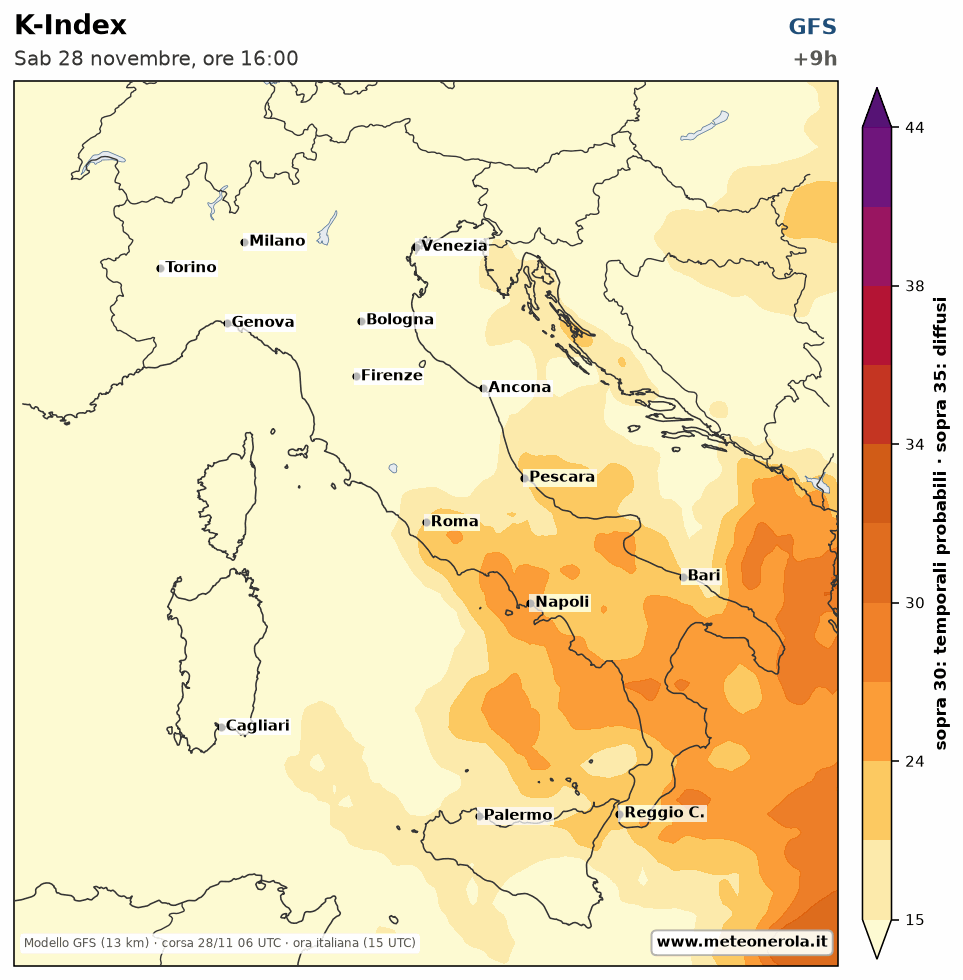 K-Index
GFS
Sab 28 novembre, ore 16:00
+9h
44
38
34
30
24
15
sopra 30: temporali probabili · sopra 35: diffusi
Milano
Venezia
Torino
Genova
Bologna
Firenze
Ancona
Pescara
Roma
Bari
Napoli
Cagliari
Palermo
Reggio C.
Modello GFS (13 km) · corsa 28/11 06 UTC · ora italiana (15 UTC)
www.meteonerola.it